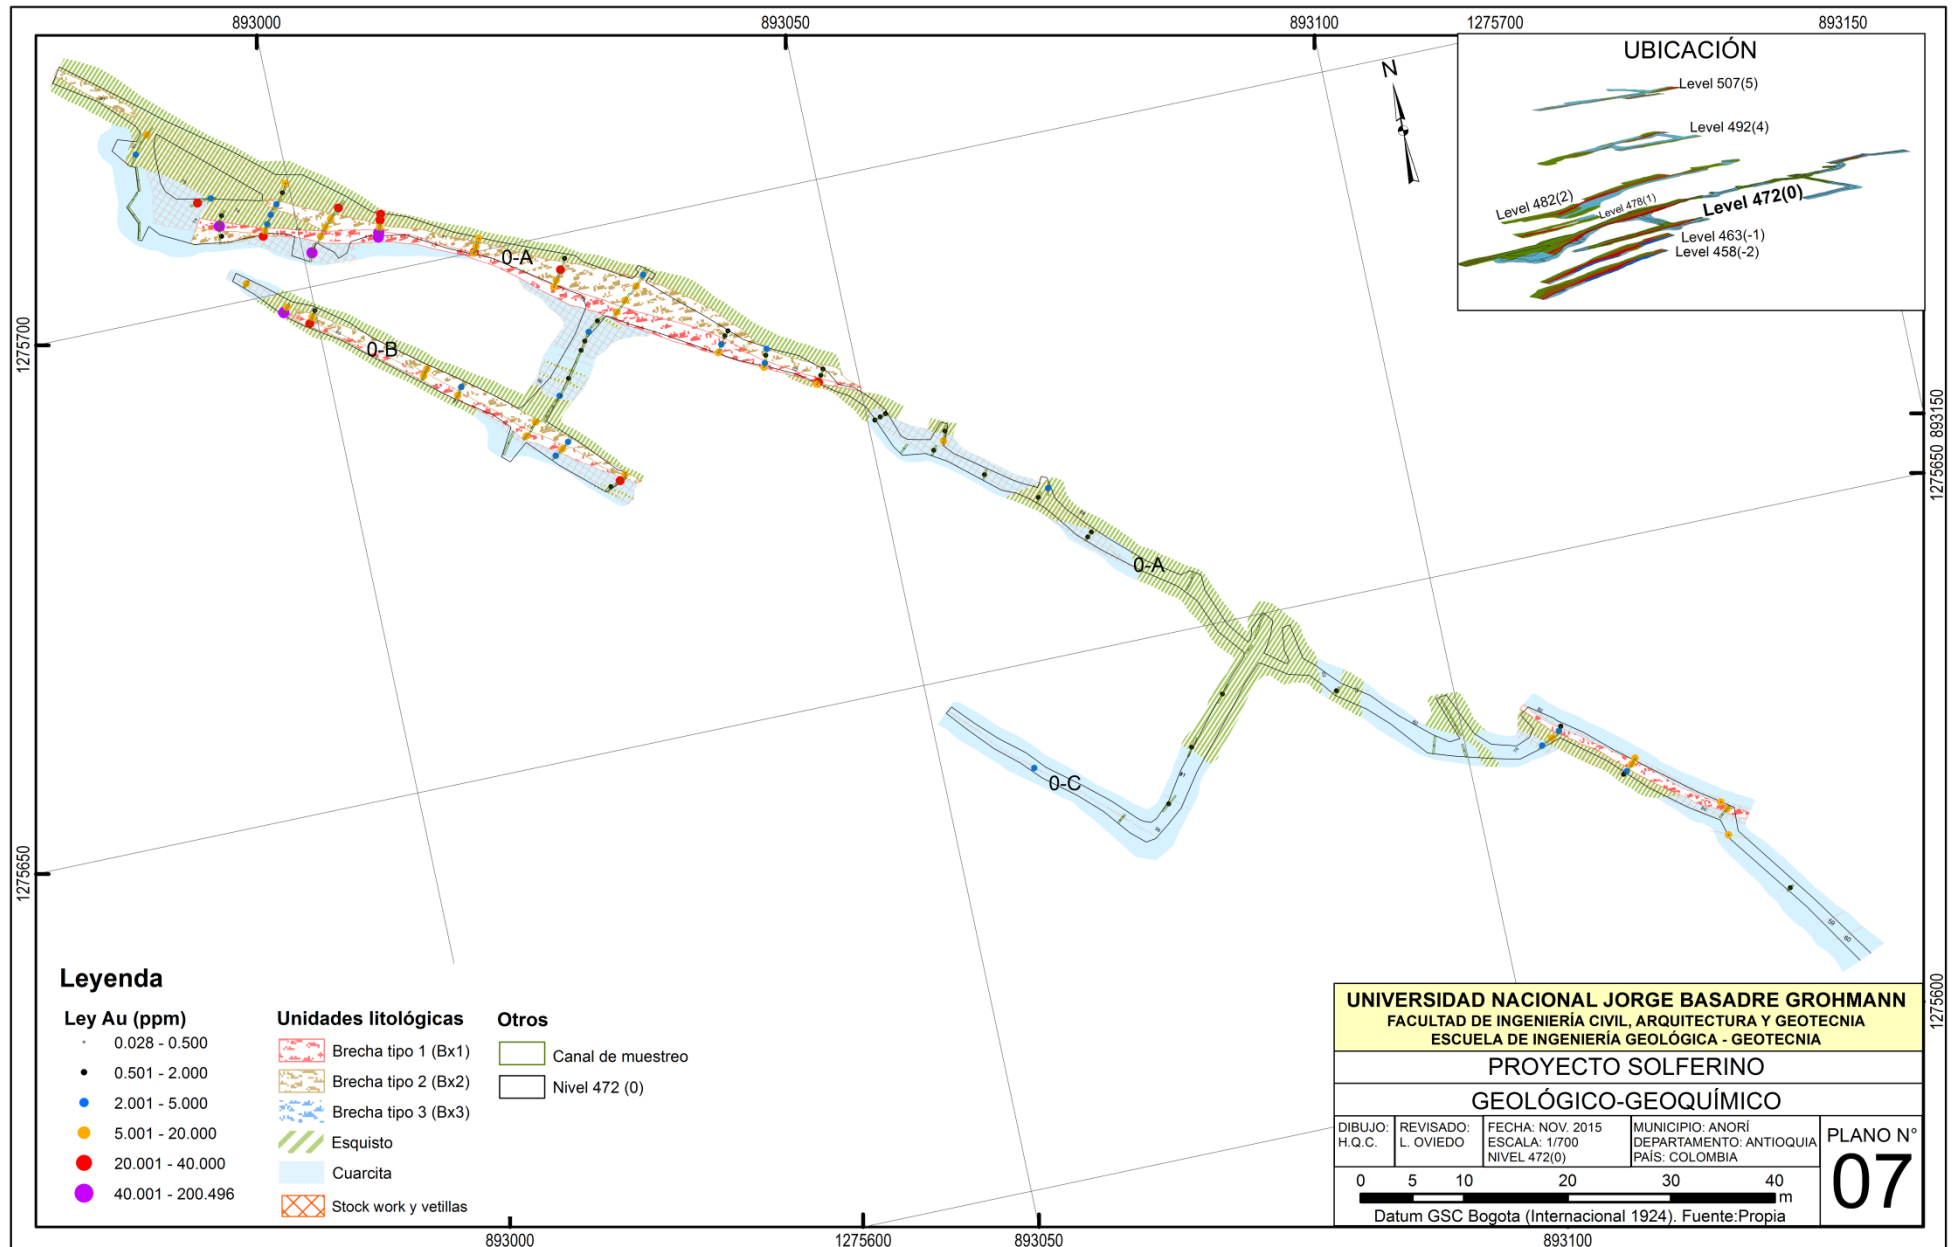 893000
893050
893100
1275700
893150
N
UBICACIÓN
Level 507(5)
Level 492(4)
Level 482(2)
Level 478(1)
Level 472(0)
Level 463(-1)
Level 458(-2)
1275700
1275650
893150
1275650
1275600
0-A
0-B
0-A
0-C
Leyenda
Ley Au (ppm)
0.028 - 0.500
0.501 - 2.000
2.001 - 5.000
5.001 - 20.000
20.001 - 40.000
40.001 - 200.496
Unidades litológicas
Brecha tipo 1 (Bx1)
Brecha tipo 2 (Bx2)
Brecha tipo 3 (Bx3)
Esquisto
Cuarcita
Stock work y vetillas
Otros
Canal de muestreo
Nivel 472 (0)
UNIVERSIDAD NACIONAL JORGE BASADRE GROHMANN
FACULTAD DE INGENIERÍA CIVIL, ARQUITECTURA Y GEOTECNIA
ESCUELA DE INGENIERÍA GEOLÓGICA - GEOTECNIA
PROYECTO SOLFERINO
GEOLÓGICO-GEOQUÍMICO
DIBUJO:
H.Q.C.
REVISADO:
L. OVIEDO
FECHA: NOV. 2015
ESCALA: 1/700
NIVEL 472(0)
MUNICIPIO: ANORÍ
DEPARTAMENTO: ANTIOQUIA
PAÍS: COLOMBIA
PLANO N°
07
0 5 10 20 30 40
m
Datum GSC Bogota (Internacional 1924). Fuente:Propia
893000
1275600
893050
893100